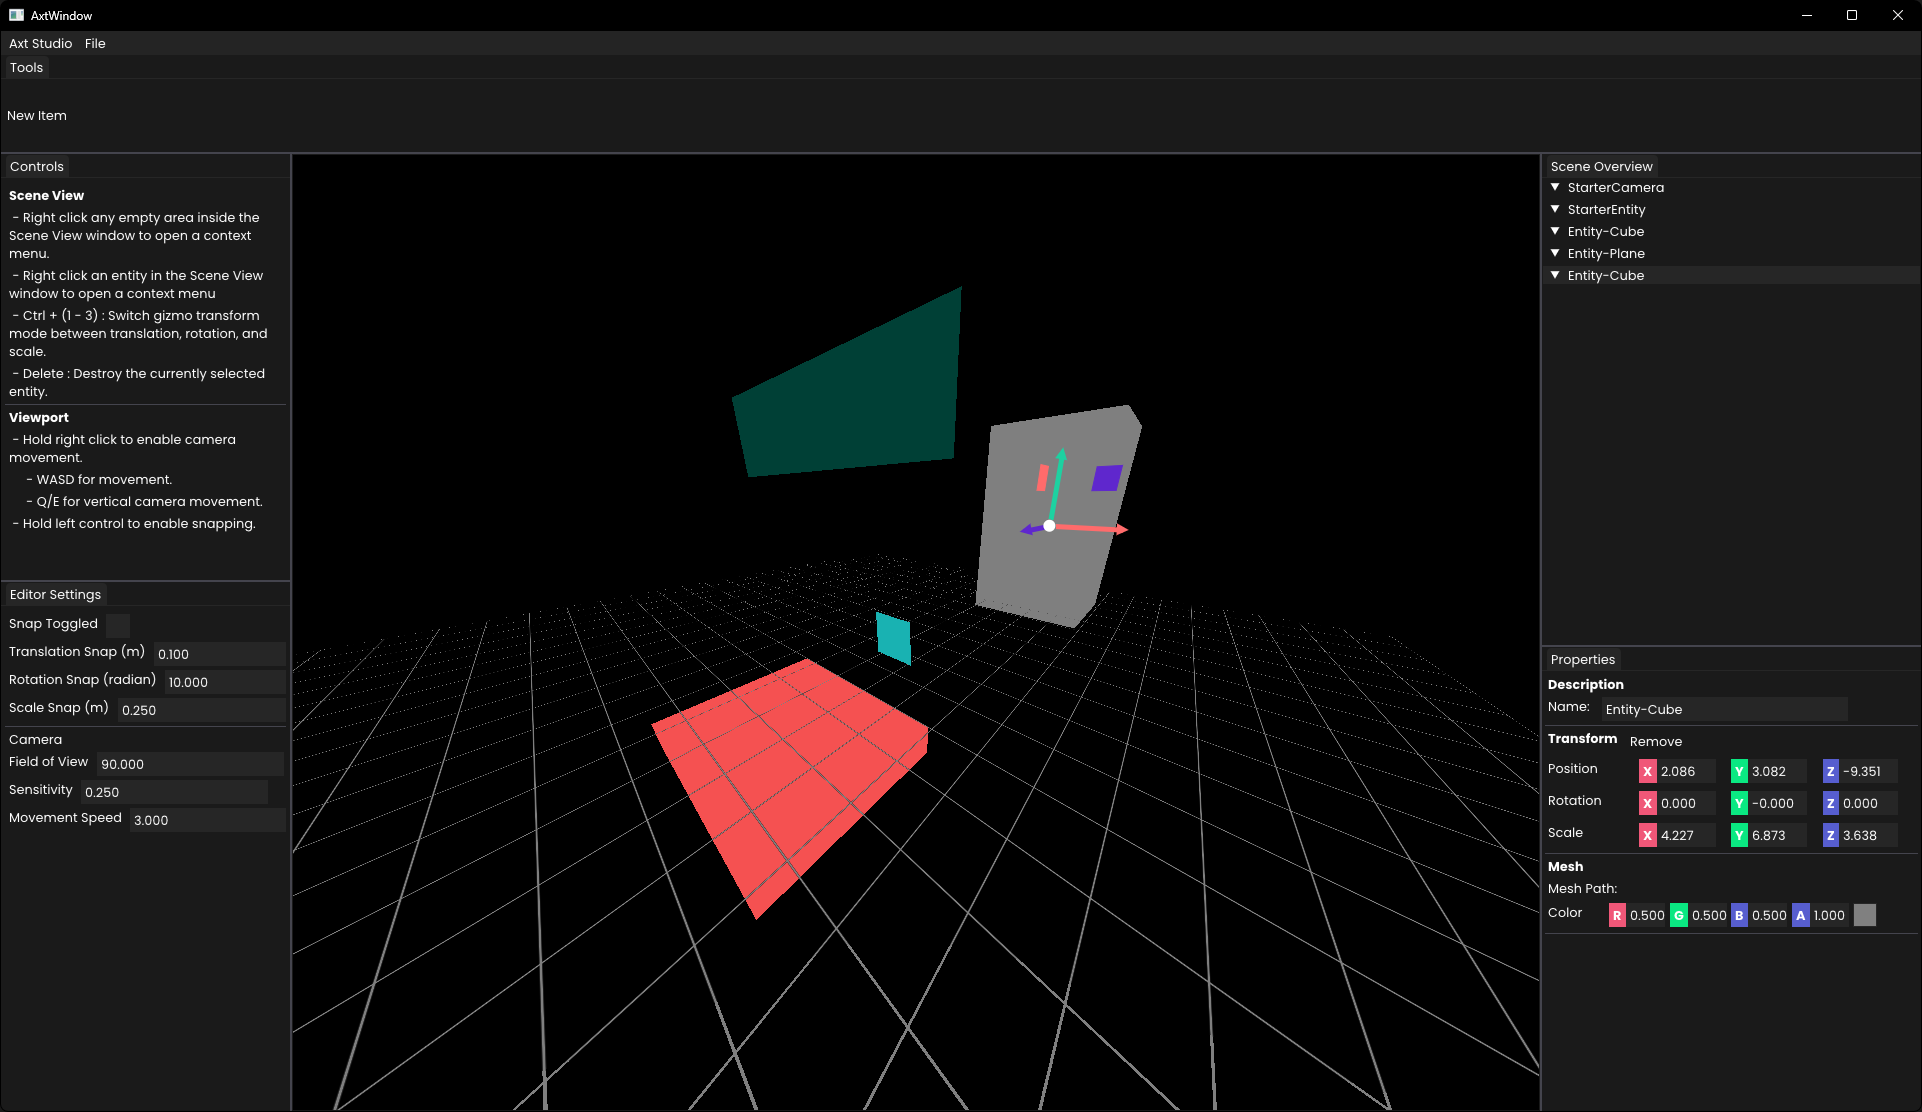 AxtWindow
Axt Studio File
Tools
New Item
Controls
Scene View
- Right click any empty area inside the
Scene View window to open a context
menu.
- Right click an entity in the Scene View
window to open a context menu
- Ctrl + (1 - 3) : Switch gizmo transform
mode between translation, rotation, and
scale.
- Delete : Destroy the currently selected
entity.
Viewport
- Hold right click to enable camera
movement.
- WASD for movement.
- Q/E for vertical camera movement.
- Hold left control to enable snapping.
Editor Settings
Snap Toggled
Translation Snap (m) 0.100
Rotation Snap (radian) 10.000
Scale Snap (m) 0.250
Camera
Field of View 90.000
Sensitivity 0.250
Movement Speed 3.000
Scene Overview
StarterCamera
StarterEntity
Entity-Cube
Entity-Plane
Entity-Cube
Properties
Description
Name: Entity-Cube
Transform Remove
Position X 2.086 Y 3.082 Z -9.351
Rotation X 0.000 Y -0.000 Z 0.000
Scale X 4.227 Y 6.873 Z 3.638
Mesh
Mesh Path:
Color R 0.500 G 0.500 B 0.500 A 1.000